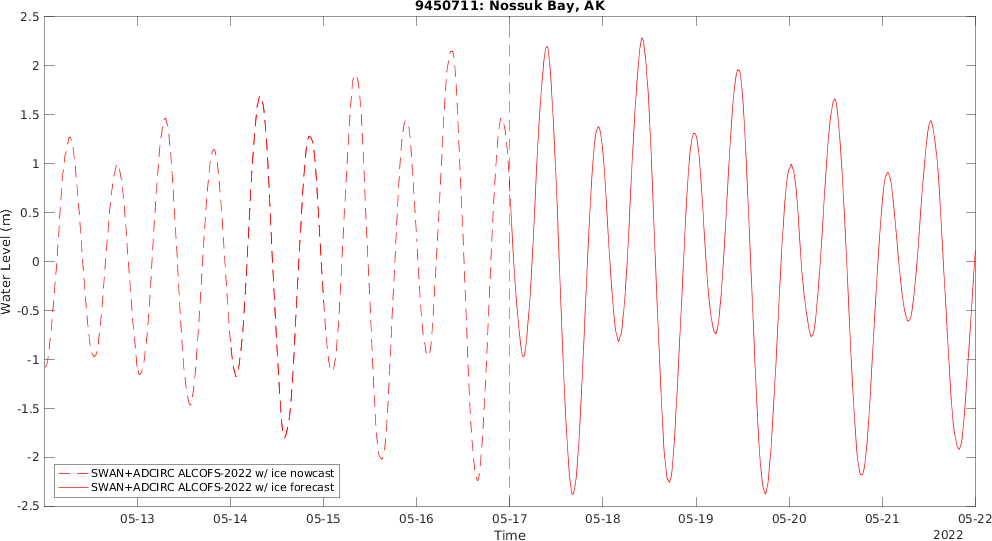 9450711: Nossuk Bay, AK
2.5
2
1.5
1
0.5
0
-0.5
-1
-1.5
-2
-2.5
Water Level (m)
SWAN+ADCIRC ALCOFS-2022 w/ ice nowcast
SWAN+ADCIRC ALCOFS-2022 w/ ice forecast
05-13 05-14 05-15 05-16 05-17 05-18 05-19 05-20 05-21 05-22
Time
2022